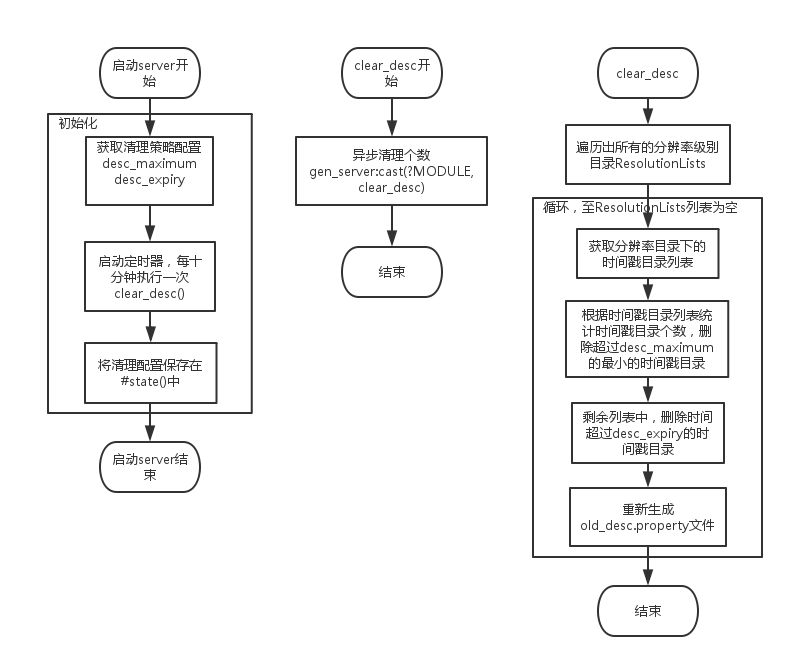 启动server开
始
初始化
获取清理策略配置
desc_maximum
desc_expiry
启动定时器，每十
分钟执行一次
clear_desc()
将清理配置保存在
#state()中
启动server结
束
clear_desc开
始
异步清理个数
gen_server:cast(?MODULE,
clear_desc)
结束
clear_desc
遍历出所有的分辨率级别
目录ResolutionLists
循环，至ResolutionLists列表为空
获取分辨率目录下的
时间戳目录列表
根据时间戳目录列表统
计时间戳目录个数，删
除超过desc_maximum
的最小的时间戳目录
剩余列表中，删除时间
超过desc_expiry的时
间戳目录
重新生成
old_desc.property文件
结束